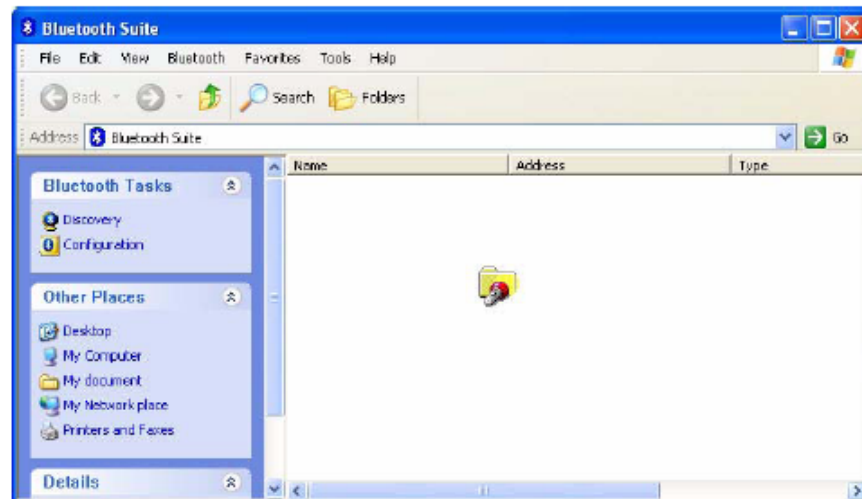 Bluetooth Suite
File Edit View Bluetooth Favorites Tools Help
Back Search Folders
Address Bluetooth Suite Go
Name Address Type
Bluetooth Tasks
Discovery
Configuration
Other Places
Desktop
My Computer
My document
My Network place
Printers and Faxes
Details